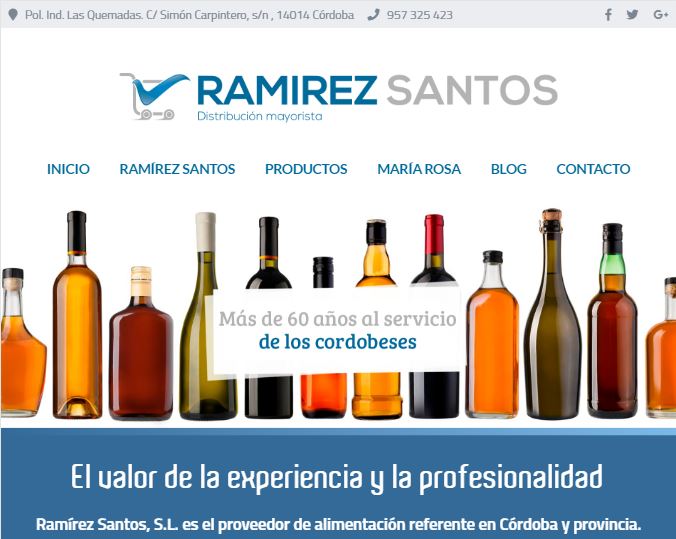 Pol. Ind. Las Quemadas. C/ Simón Carpintero, s/n , 14014 Córdoba 957 325 423
RAMIREZ SANTOS
Distribución mayorista
INICIO RAMÍREZ SANTOS PRODUCTOS MARÍA ROSA BLOG CONTACTO
Más de 60 años al servicio
de los cordobeses
El valor de la experiencia y la profesionalidad
Ramírez Santos, S.L. es el proveedor de alimentación referente en Córdoba y provincia.